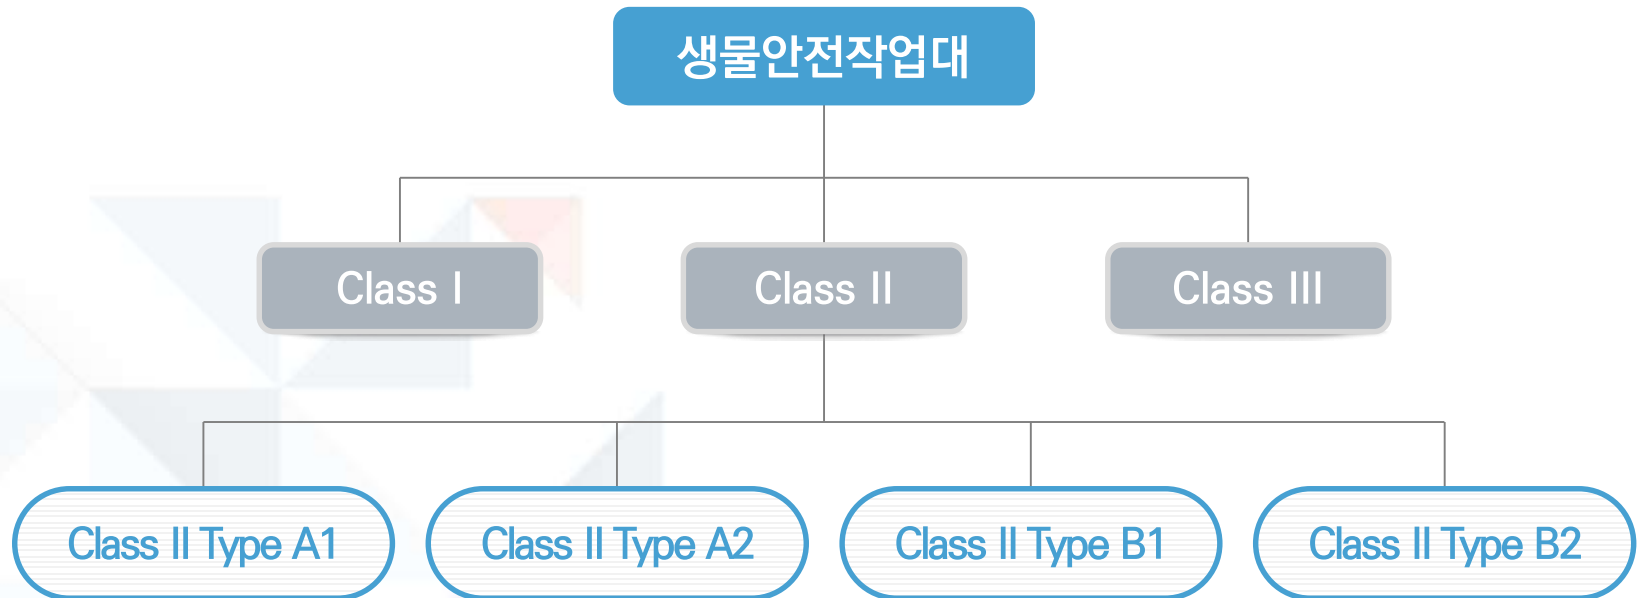 생물안전작업대
Class I
Class II
Class III
Class II Type A1
Class II Type A2
Class II Type B1
Class II Type B2